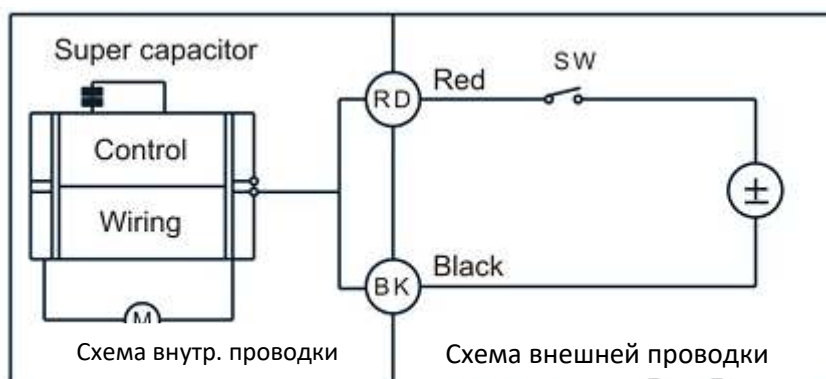 Super capacitor
Control
Wiring
M
Схема внутр. проводки
RD
Red
SW
±
BK
Black
Схема внешней проводки